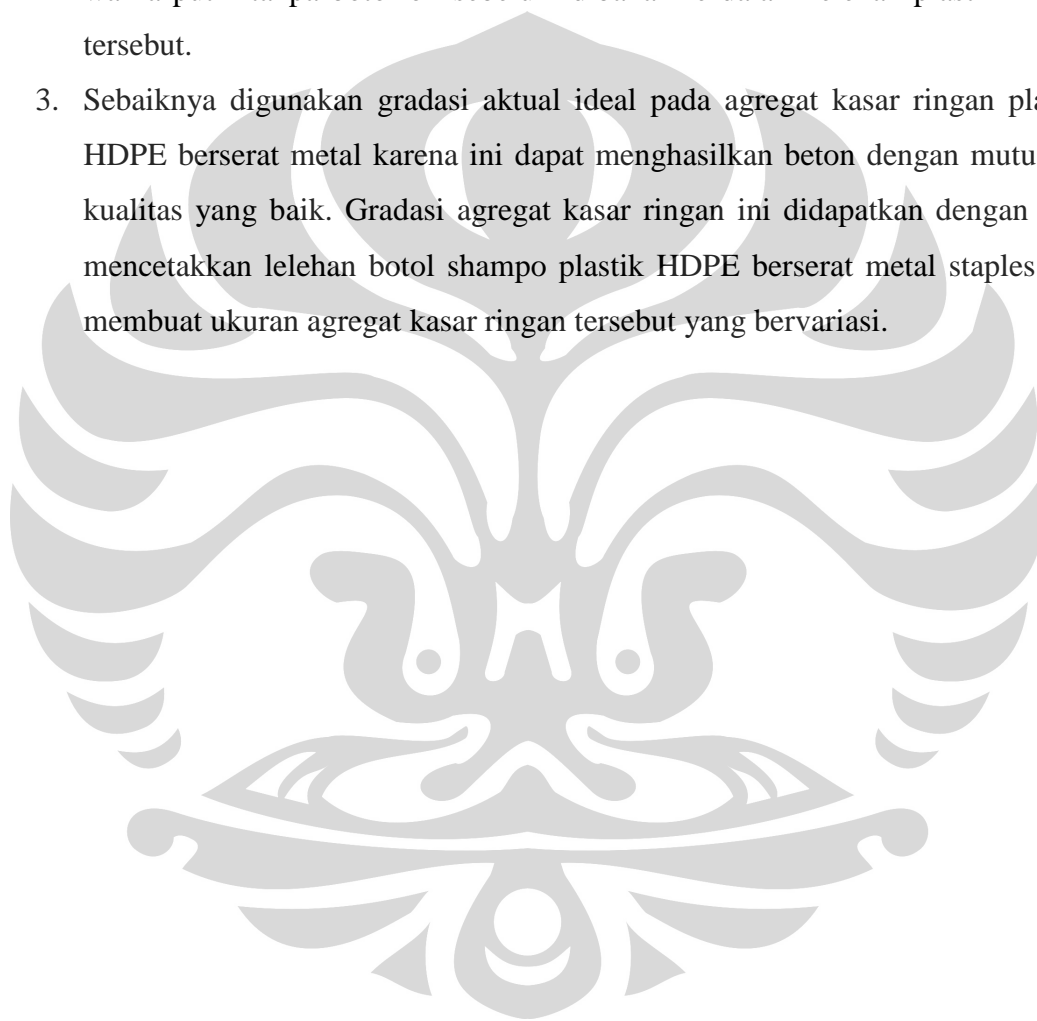 tersebut.
3. Sebaiknya digunakan gradasi aktual ideal pada agregat kasar ringan
HDPE berserat metal karena ini dapat menghasilkan beton dengan mutu
kualitas yang baik. Gradasi agregat kasar ringan ini didapatkan dengan
mencetakkan lelehan botol shampo plastik HDPE berserat metal staples
membuat ukuran agregat kasar ringan tersebut yang bervariasi.